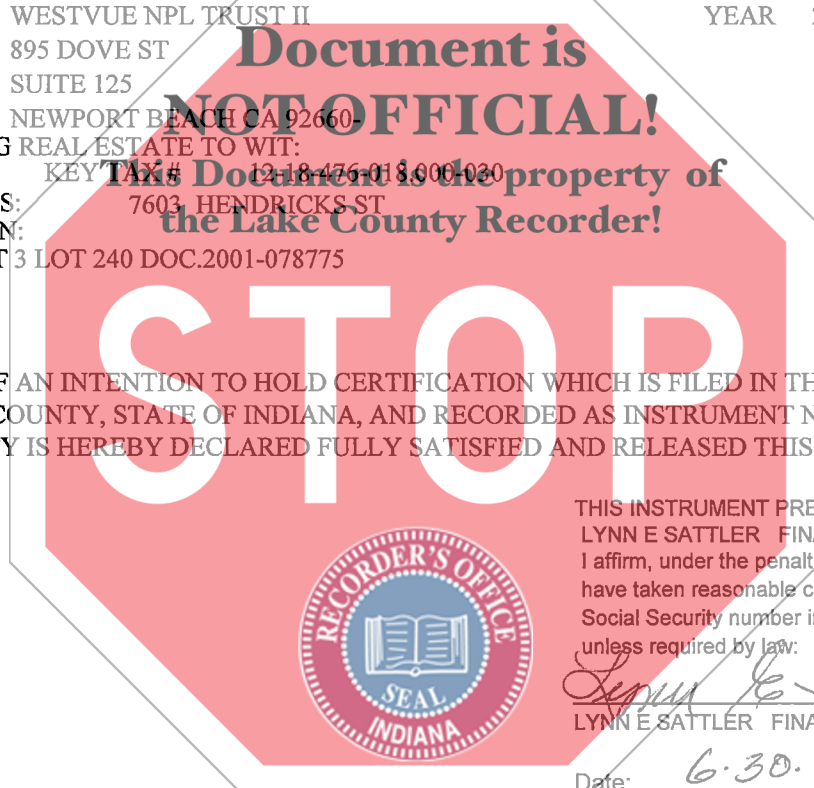 WESTVUE NPL TRUST II YEAR
895 DOVE ST
SUITE 125
NEWPORT BEACH CA 92660-
G REAL ESTATE TO WIT:
KEY TAX # 12-18-476-018.000-030
S: 7603 HENDRICKS ST
N:
T 3 LOT 240 DOC.2001-078775
Document is
NOT OFFICIAL!
This Document is the property of
the Lake County Recorder!
STOP
F AN INTENTION TO HOLD CERTIFICATION WHICH IS FILED IN TH
COUNTY, STATE OF INDIANA, AND RECORDED AS INSTRUMENT N
Y IS HEREBY DECLARED FULLY SATISFIED AND RELEASED THIS
THIS INSTRUMENT PRE
LYNN E SATTLER FINA
I affirm, under the penalt
have taken reasonable c
Social Security number i
unless required by law:
Lynn E
LYNN E SATTLER FINA
Date: 6.30.
RECORDER'S OFFICE
SEAL
INDIANA